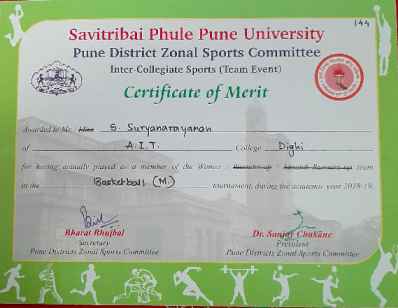 144
Savitribai Phule Pune University
Pune District Zonal Sports Committee
Inter-Collegiate Sports (Team Event)
Certificate of Merit
Awarded to Mr. / Miss S. Suryanarayanan
of A.I.T. College Dighi
for having actually played as a member of the Winner / Runner-up / Second Runner-up team
in the Basketball (M) tournament, during the academic year 2018-19.
Bharat Rhujbal Dr. Sanjay Chakane
Secretary President
Pune District Zonal Sports Committee Pune District Zonal Sports Committee